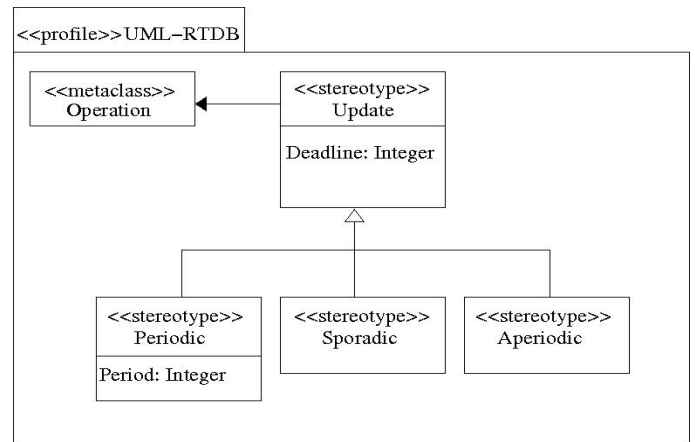 <<profile>>UML−RTDB
<<metaclass>>
Operation
<<stereotype>>
Update
Deadline: Integer
<<stereotype>>
Periodic
Period: Integer
<<stereotype>>
Sporadic
<<stereotype>>
Aperiodic